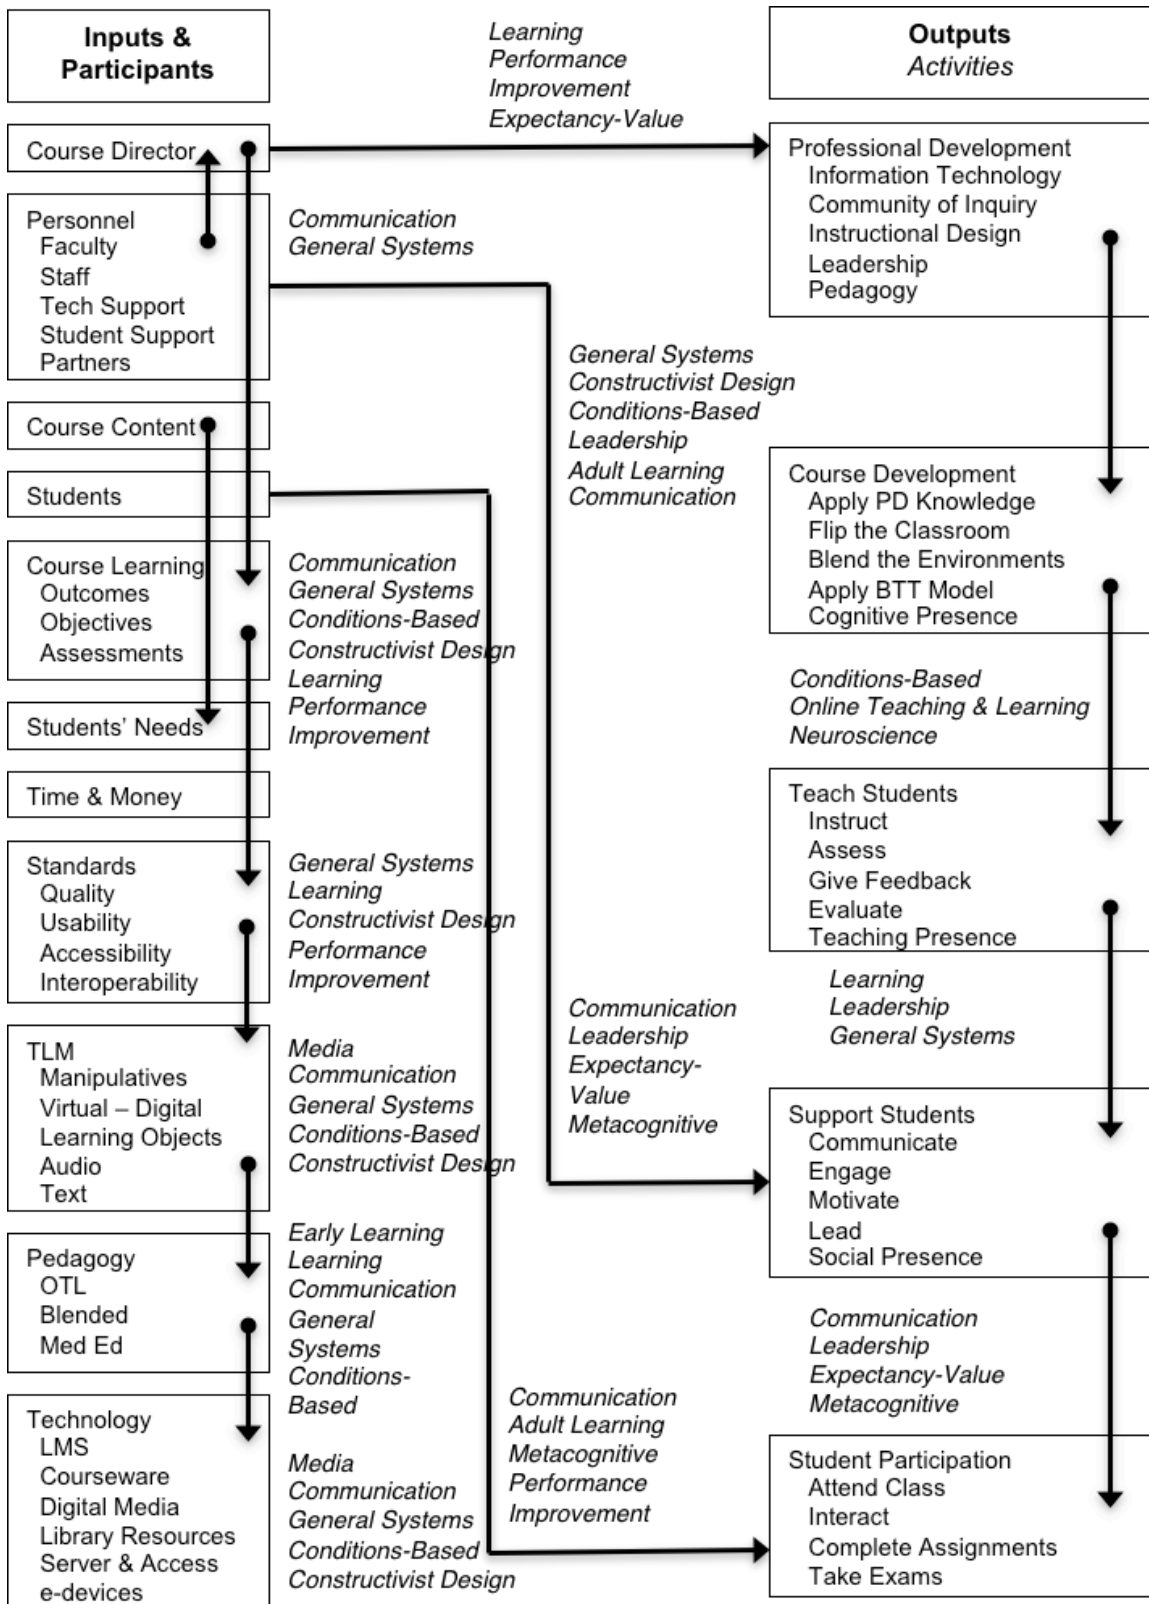 Inputs &
Participants
Course Director
Personnel
Faculty
Staff
Tech Support
Student Support
Partners
Course Content
Students
Course Learning
Outcomes
Objectives
Assessments
Students’ Needs
Time & Money
Standards
Quality
Usability
Accessibility
Interoperability
TLM
Manipulatives
Virtual – Digital
Learning Objects
Audio
Text
Pedagogy
OTL
Blended
Med Ed
Technology
LMS
Courseware
Digital Media
Library Resources
Server & Access
e-devices
Communication
General Systems
Communication
General Systems
Conditions-Based
Constructivist Design
Learning
Performance
Improvement
General Systems
Learning
Constructivist Design
Performance
Improvement
Media
Communication
General Systems
Conditions-Based
Constructivist Design
Early Learning
Learning
Communication
General
Systems
Conditions-
Based
Media
Communication
General Systems
Conditions-Based
Constructivist Design
Learning
Performance
Improvement
Expectancy-Value
General Systems
Constructivist Design
Conditions-Based
Leadership
Adult Learning
Communication
Communication
Leadership
Expectancy-
Value
Metacognitive
Communication
Adult Learning
Metacognitive
Performance
Improvement
Outputs
Activities
Professional Development
Information Technology
Community of Inquiry
Instructional Design
Leadership
Pedagogy
Course Development
Apply PD Knowledge
Flip the Classroom
Blend the Environments
Apply BTT Model
Cognitive Presence
Conditions-Based
Online Teaching & Learning
Neuroscience
Teach Students
Instruct
Assess
Give Feedback
Evaluate
Teaching Presence
Learning
Leadership
General Systems
Support Students
Communicate
Engage
Motivate
Lead
Social Presence
Communication
Leadership
Expectancy-Value
Metacognitive
Student Participation
Attend Class
Interact
Complete Assignments
Take Exams